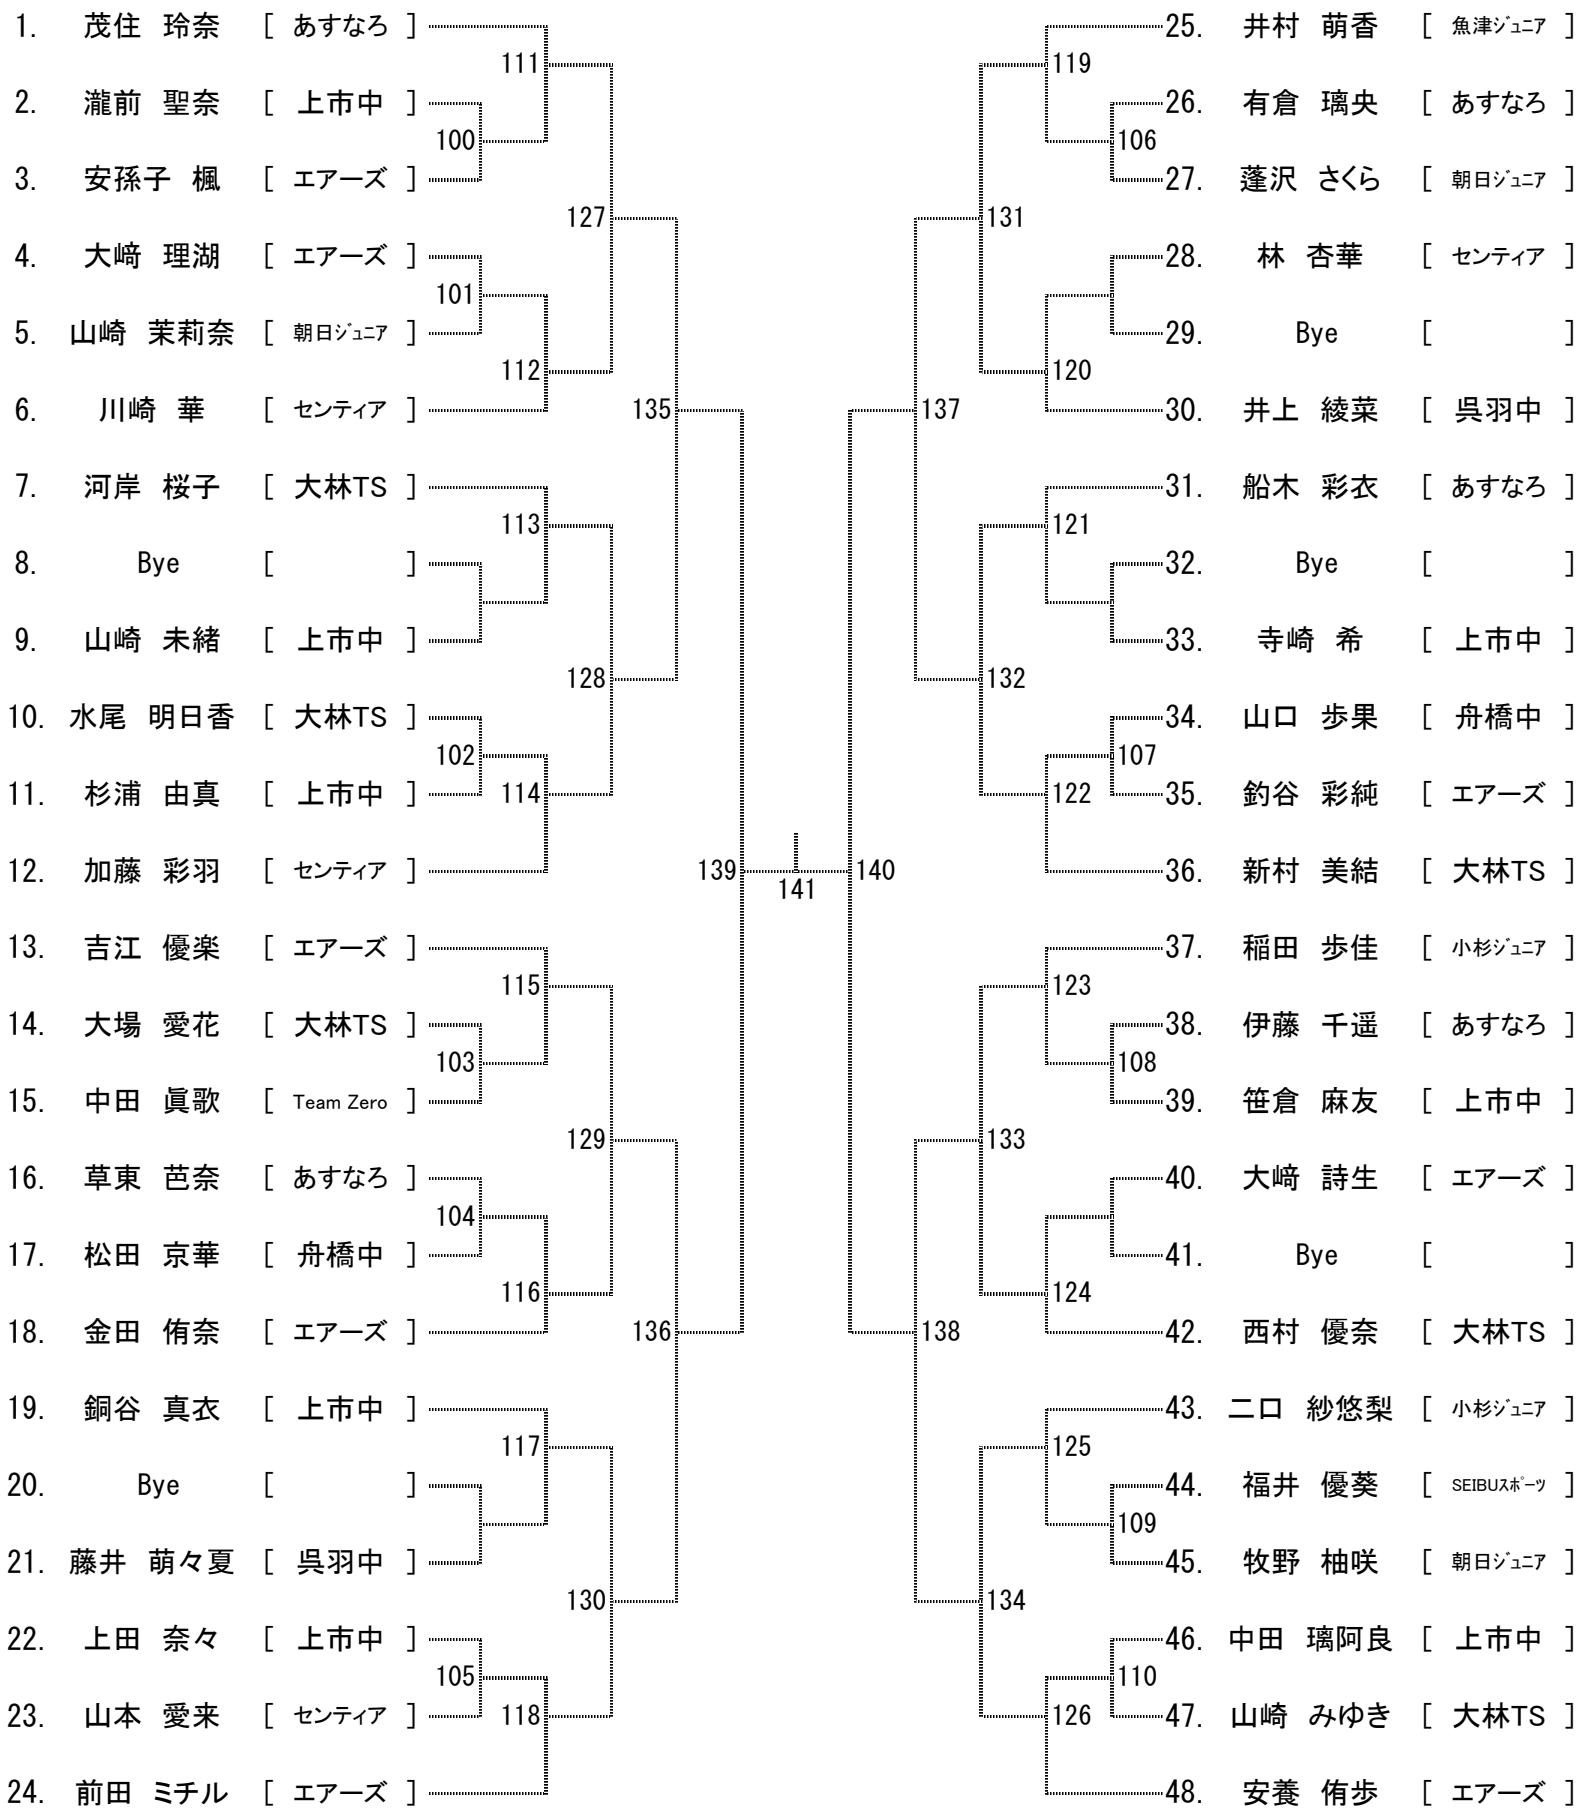 1. 茂住 玲奈 [ あすなろ ]
111
2. 瀧前 聖奈 [ 上市中 ]
100
3. 安孫子 楓 [ エアーズ ]
127
4. 大﨑 理湖 [ エアーズ ]
101
5. 山崎 茉莉奈 [ 朝日ジュニア ]
112
6. 川崎 華 [ センティア ]
135
7. 河岸 桜子 [ 大林TS ]
113
8. Bye [ ]
9. 山崎 未緒 [ 上市中 ]
128
10. 水尾 明日香 [ 大林TS ]
102
11. 杉浦 由真 [ 上市中 ]
114
12. 加藤 彩羽 [ センティア ]
139
13. 吉江 優楽 [ エアーズ ]
115
14. 大場 愛花 [ 大林TS ]
103
15. 中田 眞歌 [ Team Zero ]
129
16. 草東 芭奈 [ あすなろ ]
104
17. 松田 京華 [ 舟橋中 ]
116
18. 金田 侑奈 [ エアーズ ]
136
19. 銅谷 真衣 [ 上市中 ]
117
20. Bye [ ]
21. 藤井 萌々夏 [ 呉羽中 ]
130
22. 上田 奈々 [ 上市中 ]
105
23. 山本 愛来 [ センティア ]
118
24. 前田 ミチル [ エアーズ ]
141
25. 井村 萌香 [ 魚津ジュニア ]
119
26. 有倉 璃央 [ あすなろ ]
106
27. 蓬沢 さくら [ 朝日ジュニア ]
131
28. 林 杏華 [ センティア ]
29. Bye [ ]
120
30. 井上 綾菜 [ 呉羽中 ]
137
31. 船木 彩衣 [ あすなろ ]
121
32. Bye [ ]
33. 寺崎 希 [ 上市中 ]
132
34. 山口 歩果 [ 舟橋中 ]
107
35. 釣谷 彩純 [ エアーズ ]
122
36. 新村 美結 [ 大林TS ]
140
37. 稲田 歩佳 [ 小杉ジュニア ]
123
38. 伊藤 千遥 [ あすなろ ]
108
39. 笹倉 麻友 [ 上市中 ]
133
40. 大﨑 詩生 [ エアーズ ]
41. Bye [ ]
124
42. 西村 優奈 [ 大林TS ]
138
43. 二口 紗悠梨 [ 小杉ジュニア ]
125
44. 福井 優葵 [ SEIBUスポーツ ]
109
45. 牧野 柚咲 [ 朝日ジュニア ]
134
46. 中田 璃阿良 [ 上市中 ]
110
47. 山崎 みゆき [ 大林TS ]
126
48. 安養 侑歩 [ エアーズ ]